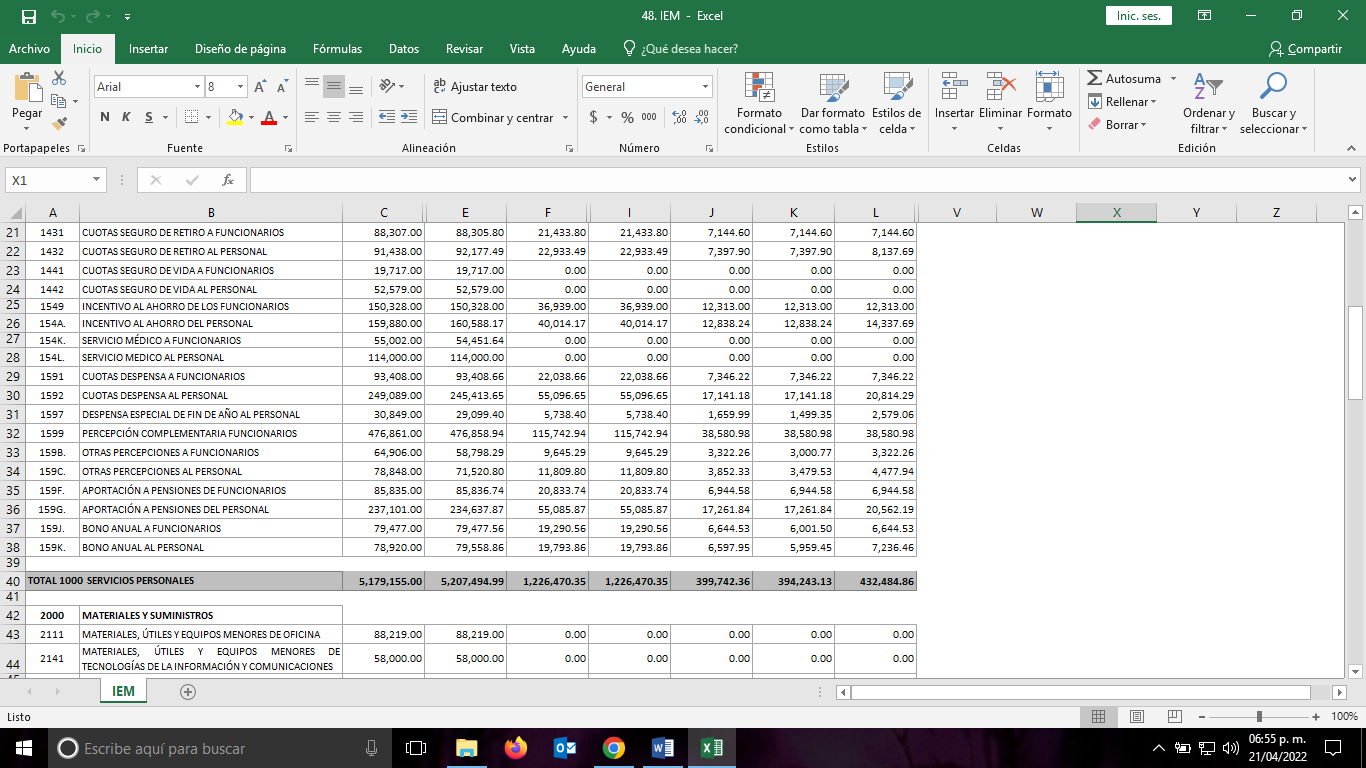 48. IEM - Excel
Inic. ses.
Archivo Inicio Insertar Diseño de página Fórmulas Datos Revisar Vista Ayuda ¿Qué desea hacer? Compartir
Pegar
Arial 8
N K S
Ajustar texto
Combinar y centrar
General
$ % 000
Formato condicional
Dar formato como tabla
Estilos de celda
Insertar Eliminar Formato
Autosuma
Rellenar
Borrar
Ordenar y filtrar
Buscar y seleccionar
Portapapeles Fuente Alineación Número Estilos Celdas Edición
X1 fx
A B C E F I J K L V W X Y Z
21 1431 CUOTAS SEGURO DE RETIRO A FUNCIONARIOS 88,307.00 88,305.80 21,433.80 21,433.80 7,144.60 7,144.60 7,144.60
22 1432 CUOTAS SEGURO DE RETIRO AL PERSONAL 91,438.00 92,177.49 22,933.49 22,933.49 7,397.90 7,397.90 8,137.69
23 1441 CUOTAS SEGURO DE VIDA A FUNCIONARIOS 19,717.00 19,717.00 0.00 0.00 0.00 0.00 0.00
24 1442 CUOTAS SEGURO DE VIDA AL PERSONAL 52,579.00 52,579.00 0.00 0.00 0.00 0.00 0.00
25 1549 INCENTIVO AL AHORRO DE LOS FUNCIONARIOS 150,328.00 150,328.00 36,939.00 36,939.00 12,313.00 12,313.00 12,313.00
26 154A. INCENTIVO AL AHORRO DEL PERSONAL 159,880.00 160,588.17 40,014.17 40,014.17 12,838.24 12,838.24 14,337.69
27 154K. SERVICIO MÉDICO A FUNCIONARIOS 55,002.00 54,451.64 0.00 0.00 0.00 0.00 0.00
28 154L. SERVICIO MEDICO AL PERSONAL 114,000.00 114,000.00 0.00 0.00 0.00 0.00 0.00
29 1591 CUOTAS DESPENSA A FUNCIONARIOS 93,408.00 93,408.66 22,038.66 22,038.66 7,346.22 7,346.22 7,346.22
30 1592 CUOTAS DESPENSA AL PERSONAL 249,089.00 245,413.65 55,096.65 55,096.65 17,141.18 17,141.18 20,814.29
31 1597 DESPENSA ESPECIAL DE FIN DE AÑO AL PERSONAL 30,849.00 29,099.40 5,738.40 5,738.40 1,659.99 1,499.35 2,579.06
32 1599 PERCEPCIÓN COMPLEMENTARIA FUNCIONARIOS 476,861.00 476,858.94 115,742.94 115,742.94 38,580.98 38,580.98 38,580.98
33 159B. OTRAS PERCEPCIONES A FUNCIONARIOS 64,906.00 58,798.29 9,645.29 9,645.29 3,322.26 3,000.77 3,322.26
34 159C. OTRAS PERCEPCIONES AL PERSONAL 78,848.00 71,520.80 11,809.80 11,809.80 3,852.33 3,479.53 4,477.94
35 159F. APORTACIÓN A PENSIONES DE FUNCIONARIOS 85,835.00 85,836.74 20,833.74 20,833.74 6,944.58 6,944.58 6,944.58
36 159G. APORTACIÓN A PENSIONES DEL PERSONAL 237,101.00 234,637.87 55,085.87 55,085.87 17,261.84 17,261.84 20,562.19
37 159J. BONO ANUAL A FUNCIONARIOS 79,477.00 79,477.56 19,290.56 19,290.56 6,644.53 6,001.50 6,644.53
38 159K. BONO ANUAL AL PERSONAL 78,920.00 79,558.86 19,793.86 19,793.86 6,597.95 5,959.45 7,236.46
39
40 TOTAL 1000 SERVICIOS PERSONALES 5,179,155.00 5,207,494.99 1,226,470.35 1,226,470.35 399,742.36 394,243.13 432,484.86
41
42 2000 MATERIALES Y SUMINISTROS
43 2111 MATERIALES, ÚTILES Y EQUIPOS MENORES DE OFICINA 88,219.00 88,219.00 0.00 0.00 0.00 0.00 0.00
44 2141 MATERIALES, ÚTILES Y EQUIPOS MENORES DE TECNOLOGÍAS DE LA INFORMACIÓN Y COMUNICACIONES 58,000.00 58,000.00 0.00 0.00 0.00 0.00 0.00
IEM
Listo 100%
Escribe aquí para buscar
06:55 p. m.
21/04/2022